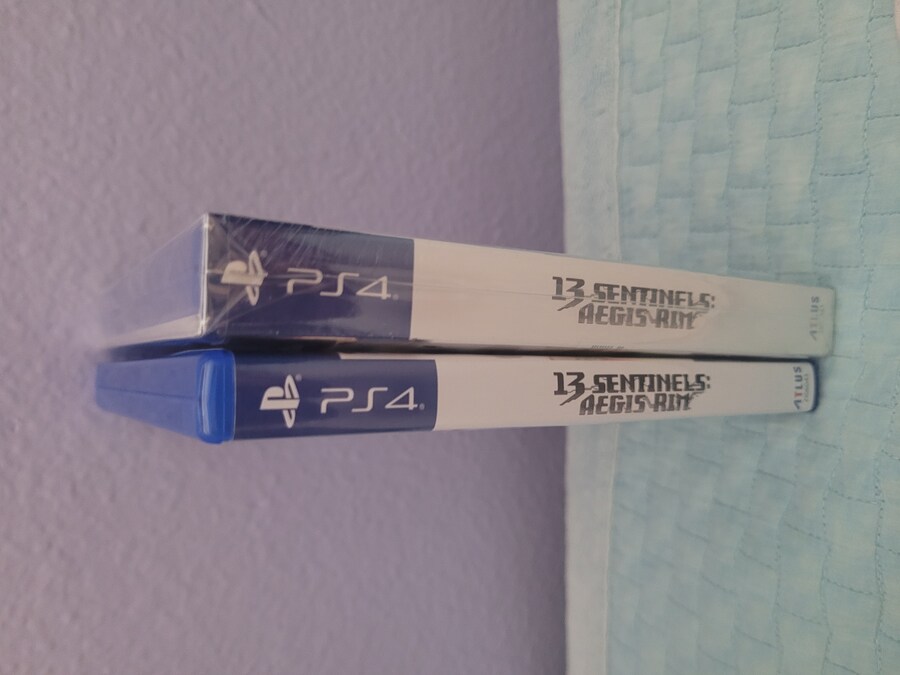 PS4
13 SENTINELS:
AEGIS RIM
ATLUS
PS4
13 SENTINELS:
AEGIS RIM
ATLUS